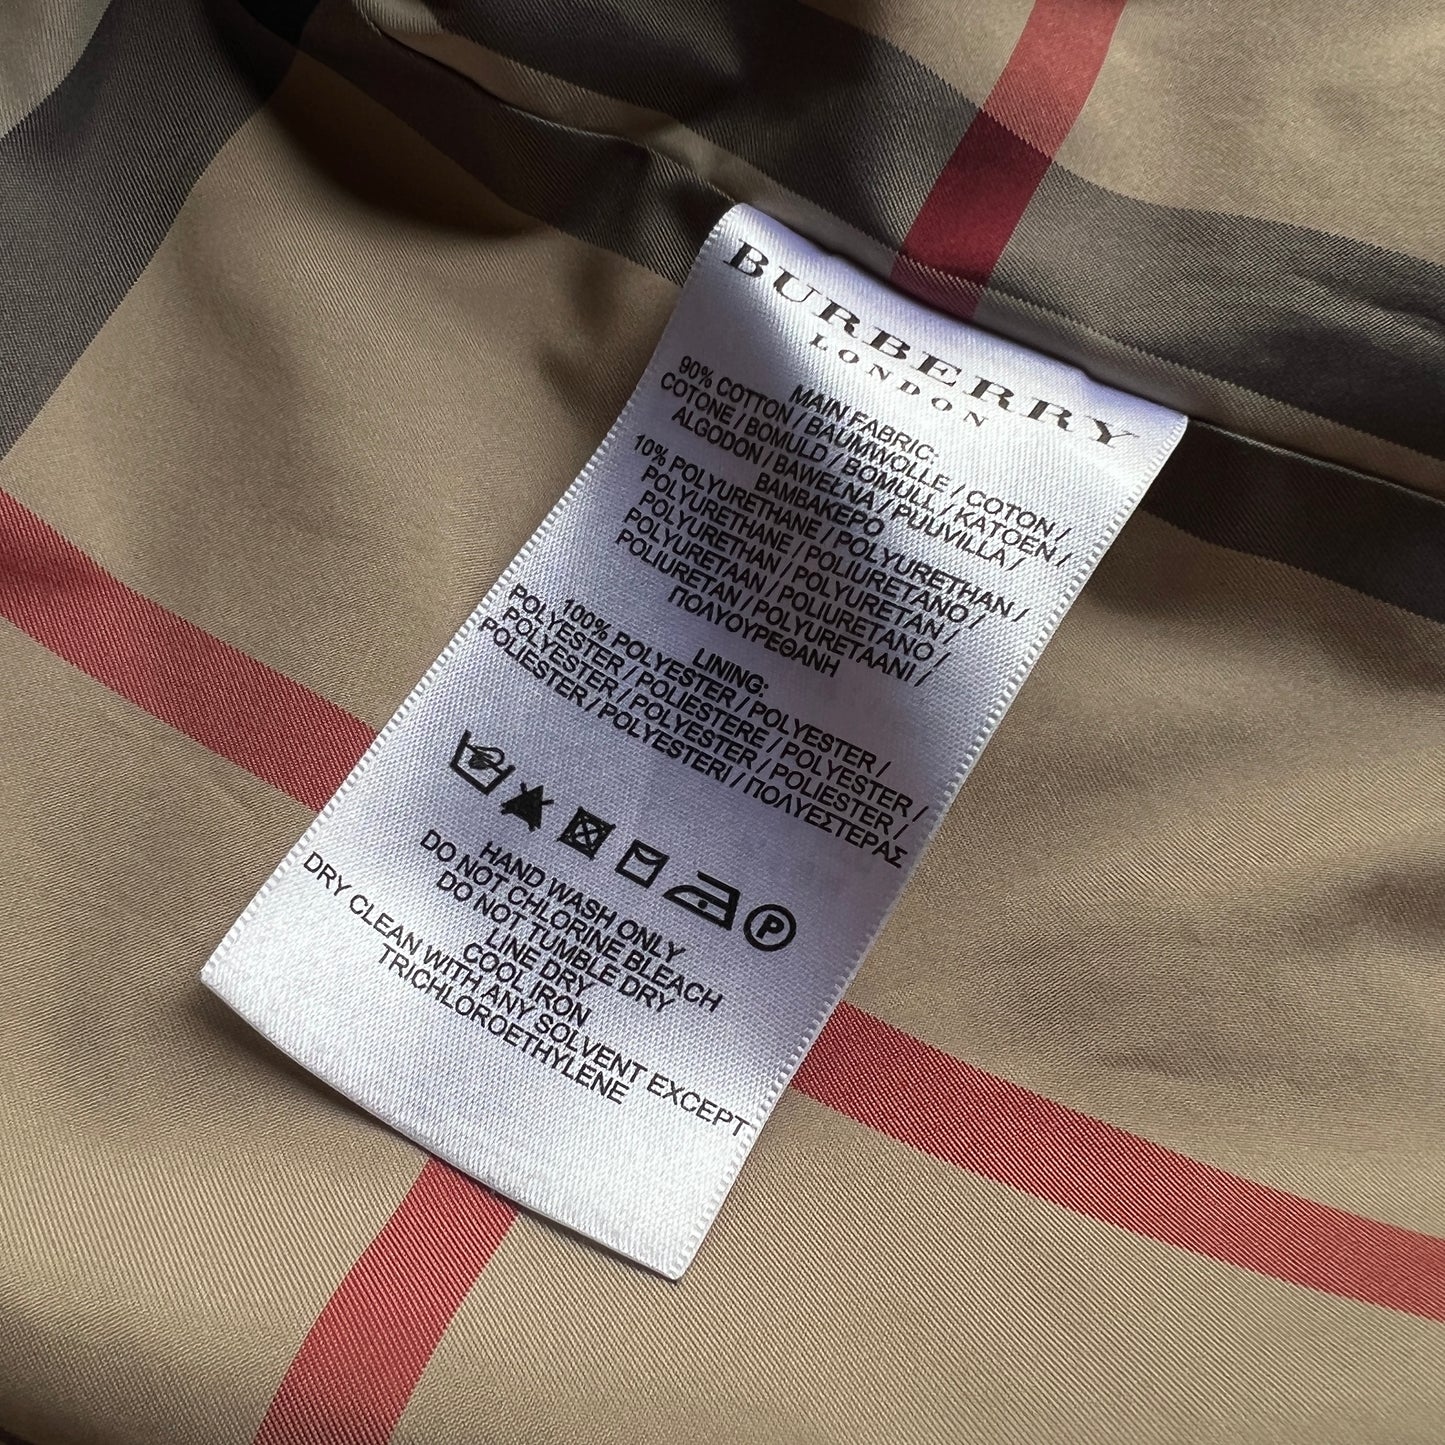 BURBERRY
LONDON
MAIN FABRIC:
90% COTTON / BAUMWOLLE / COTON /
COTONE / BOMULD / BOMULL / KATOEN /
ALGODON / BAWEŁNA / PUUVILLA /
ΒΑΜΒΑΚΕΡΟ
10% POLYURETHANE / POLYURETHAN /
POLYURETHANE / POLIURETANO /
POLYURETHAN / POLYURETAN /
POLYURETAAN / POLIURETANO /
POLIURETAN / POLYURETAANI /
ΠΟΛΥΟΥΡΕΘΑΝΗ
LINING:
100% POLYESTER / POLYESTER /
POLYESTER / POLIESTERE / POLYESTER /
POLYESTER / POLYESTER / POLIESTER /
POLIESTER / POLYESTERI / ΠΟΛΥΕΣΤΕΡΑΣ
P
HAND WASH ONLY
DO NOT CHLORINE BLEACH
DO NOT TUMBLE DRY
LINE DRY
COOL IRON
DRY CLEAN WITH ANY SOLVENT EXCEPT
TRICHLOROETHYLENE